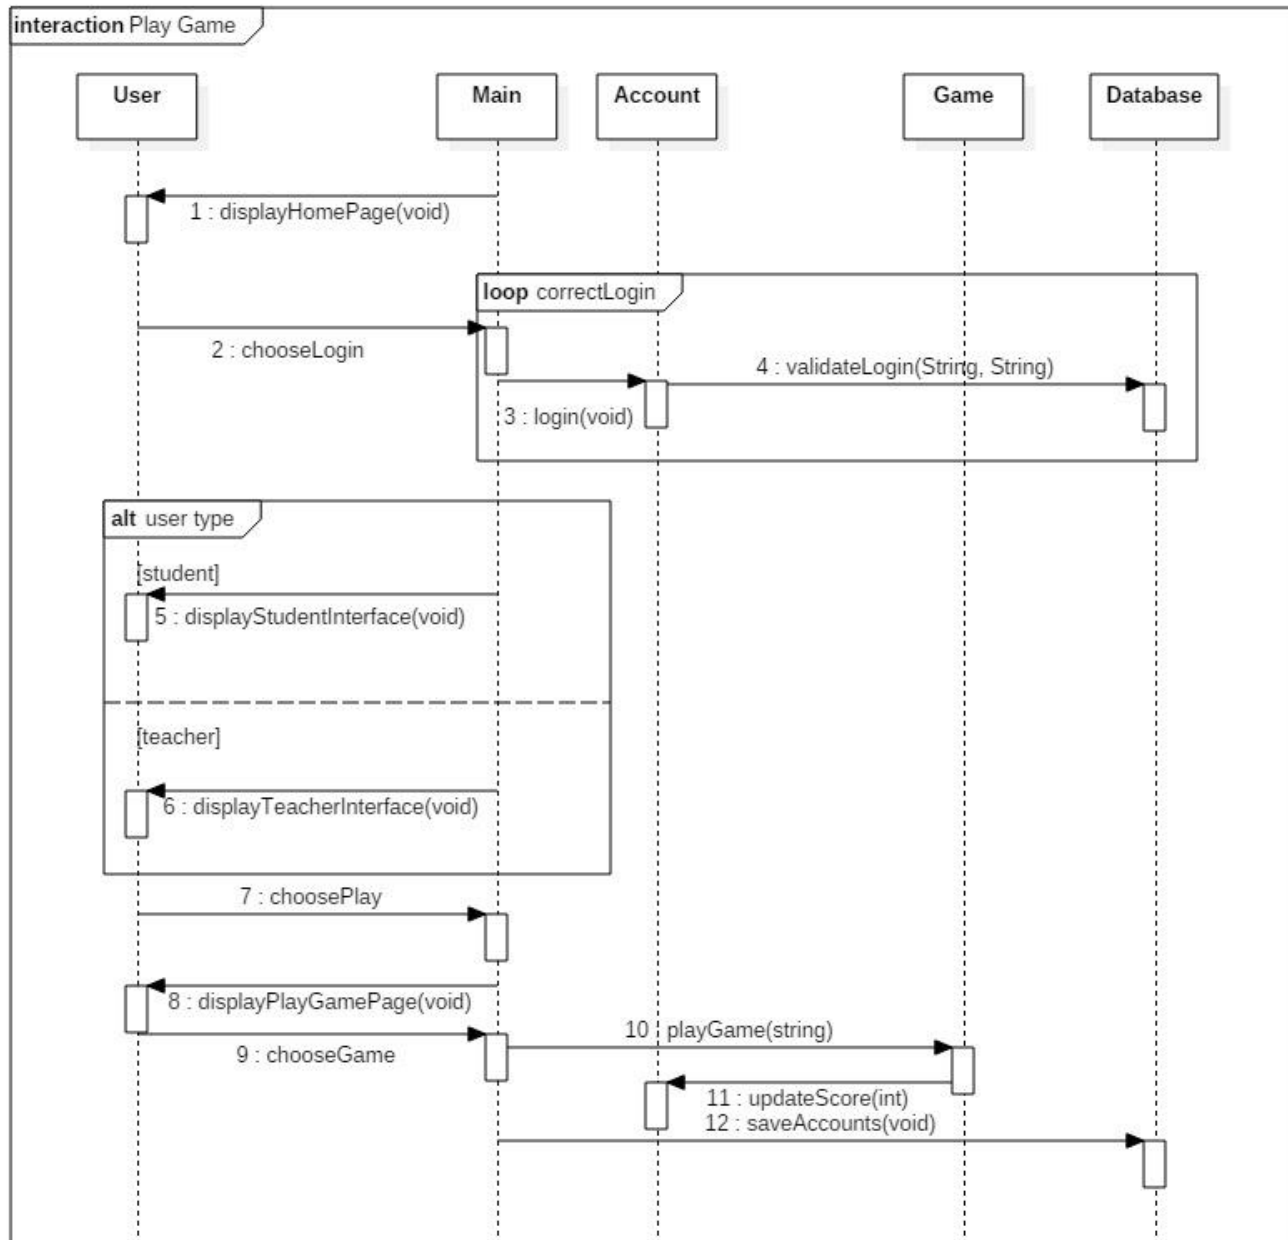 interaction Play Game
User
Main
Account
Game
Database
1 : displayHomePage(void)
loop correctLogin
2 : chooseLogin
4 : validateLogin(String, String)
3 : login(void)
alt user type
[student]
5 : displayStudentInterface(void)
[teacher]
6 : displayTeacherInterface(void)
7 : choosePlay
8 : displayPlayGamePage(void)
10 : playGame(string)
9 : chooseGame
11 : updateScore(int)
12 : saveAccounts(void)